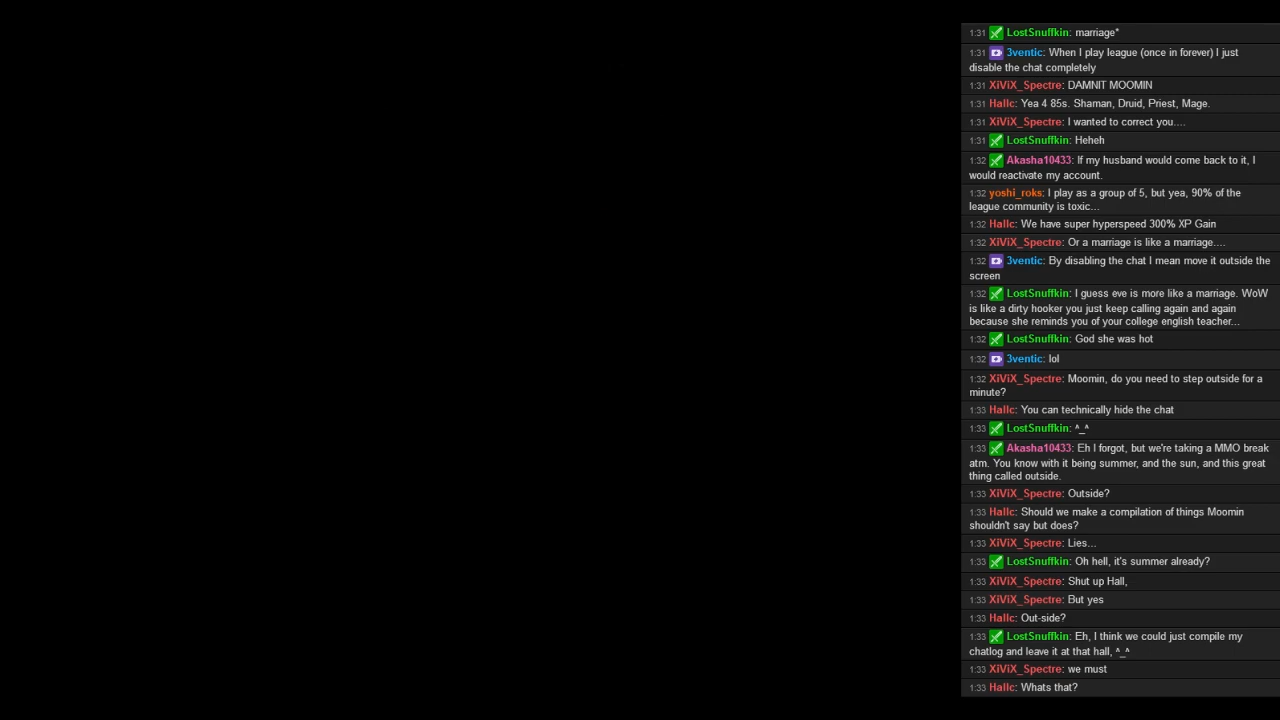 1:31 LostSnuffkin: marriage*
1:31 3ventic: When I play league (once in forever) I just
disable the chat completely
1:31 XiViX_Spectre: DAMNIT MOOMIN
1:31 Hallc: Yea 4 85s. Shaman, Druid, Priest, Mage.
1:31 XiViX_Spectre: I wanted to correct you....
1:31 LostSnuffkin: Heheh
1:32 Akasha10433: If my husband would come back to it, I
would reactivate my account.
1:32 yoshi_roks: I play as a group of 5, but yea, 90% of the
league community is toxic...
1:32 Hallc: We have super hyperspeed 300% XP Gain
1:32 XiViX_Spectre: Or a marriage is like a marriage....
1:32 3ventic: By disabling the chat I mean move it outside the
screen
1:32 LostSnuffkin: I guess eve is more like a marriage. WoW
is like a dirty hooker you just keep calling again and again
because she reminds you of your college english teacher...
1:32 LostSnuffkin: God she was hot
1:32 3ventic: lol
1:32 XiViX_Spectre: Moomin, do you need to step outside for a
minute?
1:33 Hallc: You can technically hide the chat
1:33 LostSnuffkin: ^_^
1:33 Akasha10433: Eh I forgot, but we're taking a MMO break
atm. You know with it being summer, and the sun, and this great
thing called outside.
1:33 XiViX_Spectre: Outside?
1:33 Hallc: Should we make a compilation of things Moomin
shouldn't say but does?
1:33 XiViX_Spectre: Lies...
1:33 LostSnuffkin: Oh hell, it's summer already?
1:33 XiViX_Spectre: Shut up Hall,
1:33 XiViX_Spectre: But yes
1:33 Hallc: Out-side?
1:33 LostSnuffkin: Eh, I think we could just compile my
chatlog and leave it at that hall, ^_^
1:33 XiViX_Spectre: we must
1:33 Hallc: Whats that?